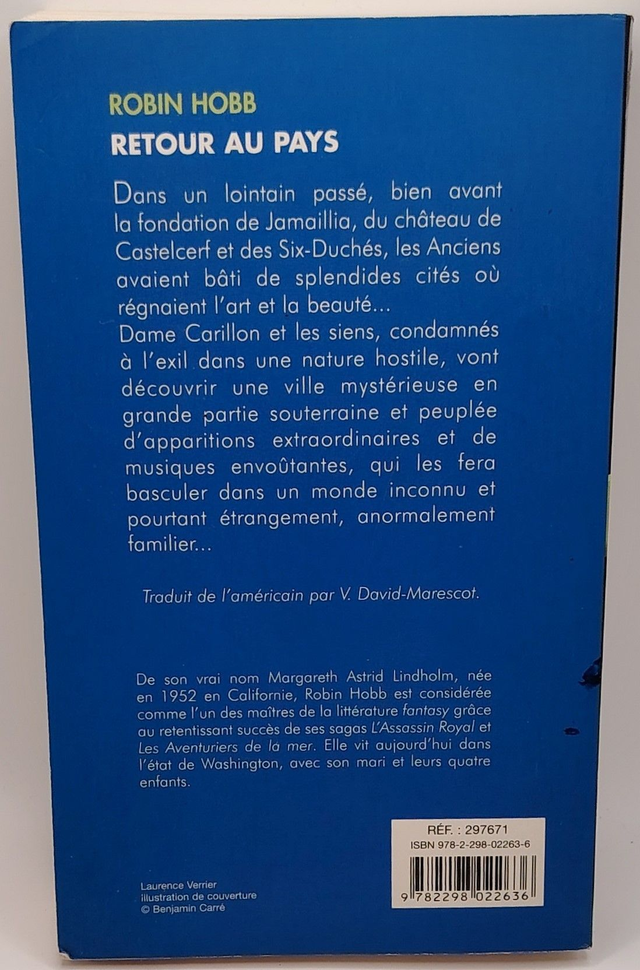 ROBIN HOBB
RETOUR AU PAYS
Dans un lointain passé, bien avant
la fondation de Jamaillia, du château de
Castelcerf et des Six-Duchés, les Anciens
avaient bâti de splendides cités où
régnaient l'art et la beauté...
Dame Carillon et les siens, condamnés
à l'exil dans une nature hostile, vont
découvrir une ville mystérieuse en
grande partie souterraine et peuplée
d'apparitions extraordinaires et de
musiques envoûtantes, qui les fera
basculer dans un monde inconnu et
pourtant étrangement, anormalement
familier...
Traduit de l'américain par V. David-Marescot.
De son vrai nom Margareth Astrid Lindholm, née
en 1952 en Californie, Robin Hobb est considérée
comme l'un des maîtres de la littérature fantasy grâce
au retentissant succès de ses sagas L'Assassin Royal et
Les Aventuriers de la mer. Elle vit aujourd'hui dans
l'état de Washington, avec son mari et leurs quatre
enfants.
RÉF. : 297671
ISBN 978-2-298-02263-6
9 782298 022636
Laurence Verrier
illustration de couverture
© Benjamin Carré